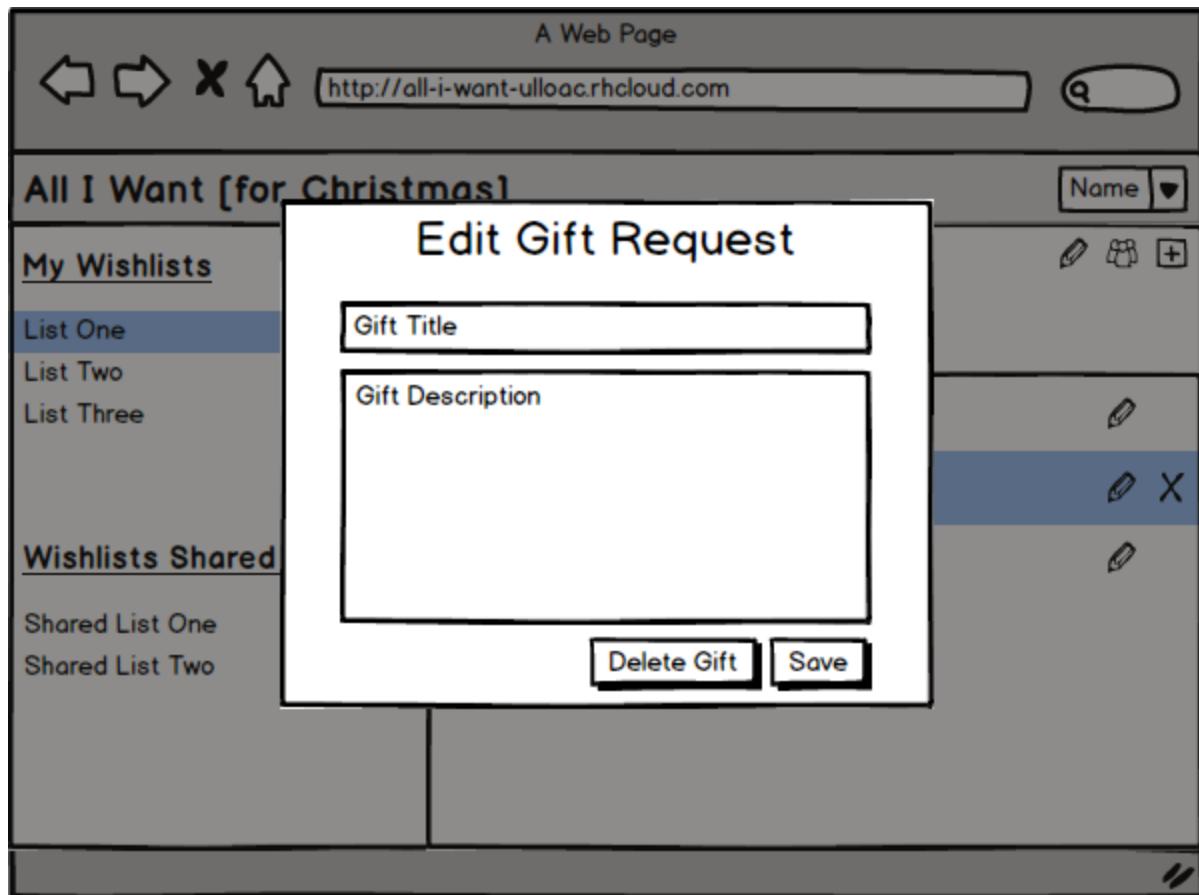 A Web Page
http://all-i-want-ulloac.rhcloud.com
All I Want [for Christmas]
Name
My Wishlists
List One
List Two
List Three
Wishlists Shared
Shared List One
Shared List Two
Edit Gift Request
Gift Title
Gift Description
Delete Gift
Save